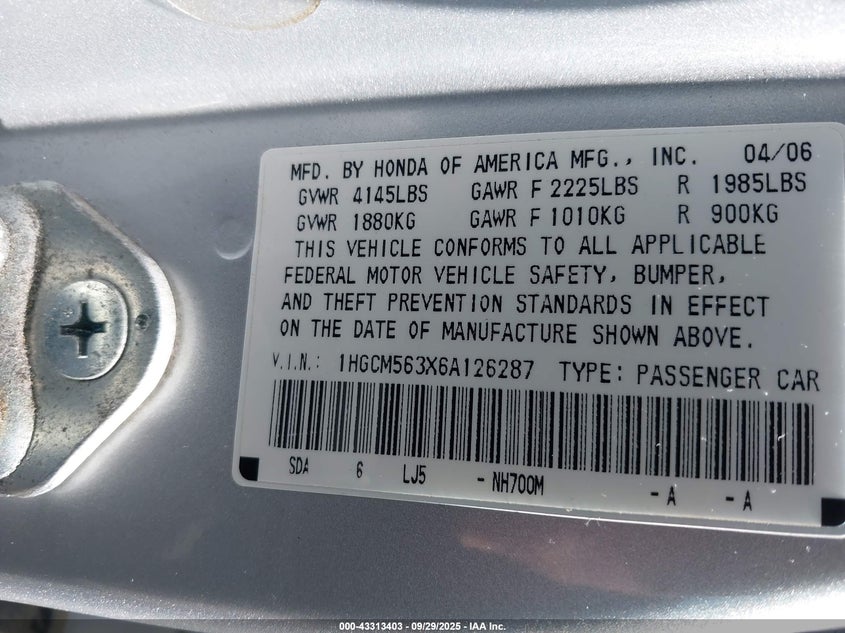 MFD. BY HONDA OF AMERICA MFG., INC. 04/06
GVWR 4145LBS GAWR F 2225LBS R 1985LBS
GVWR 1880KG GAWR F 1010KG R 900KG
THIS VEHICLE CONFORMS TO ALL APPLICABLE
FEDERAL MOTOR VEHICLE SAFETY, BUMPER,
AND THEFT PREVENTION STANDARDS IN EFFECT
ON THE DATE OF MANUFACTURE SHOWN ABOVE.
V.I.N.: 1HGCM563X6A126287 TYPE: PASSENGER CAR
SDA 6 LJ5 - NH700M - A - A
000-43313403 - 09/29/2025 - IAA Inc.